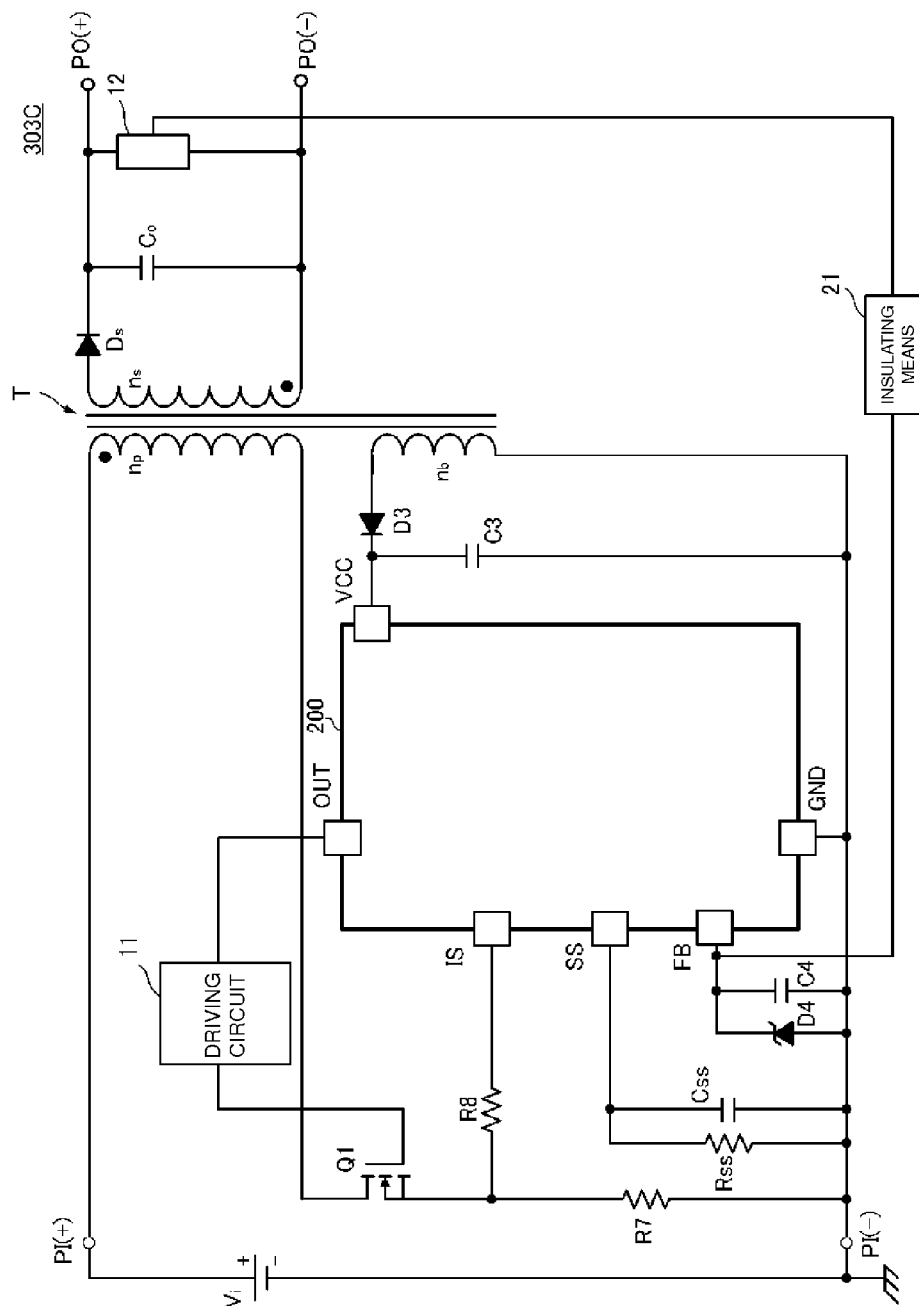 303C
PI(+)
Vi
+
−
PI(−)
11
DRIVING
CIRCUIT
Q1
R8
R7
Rss
Css
D4
C4
OUT
200
IS
SS
FB
GND
VCC
D3
C3
T
np
nb
ns
Ds
Co
12
PO(+)
PO(−)
21
INSULATING
MEANS